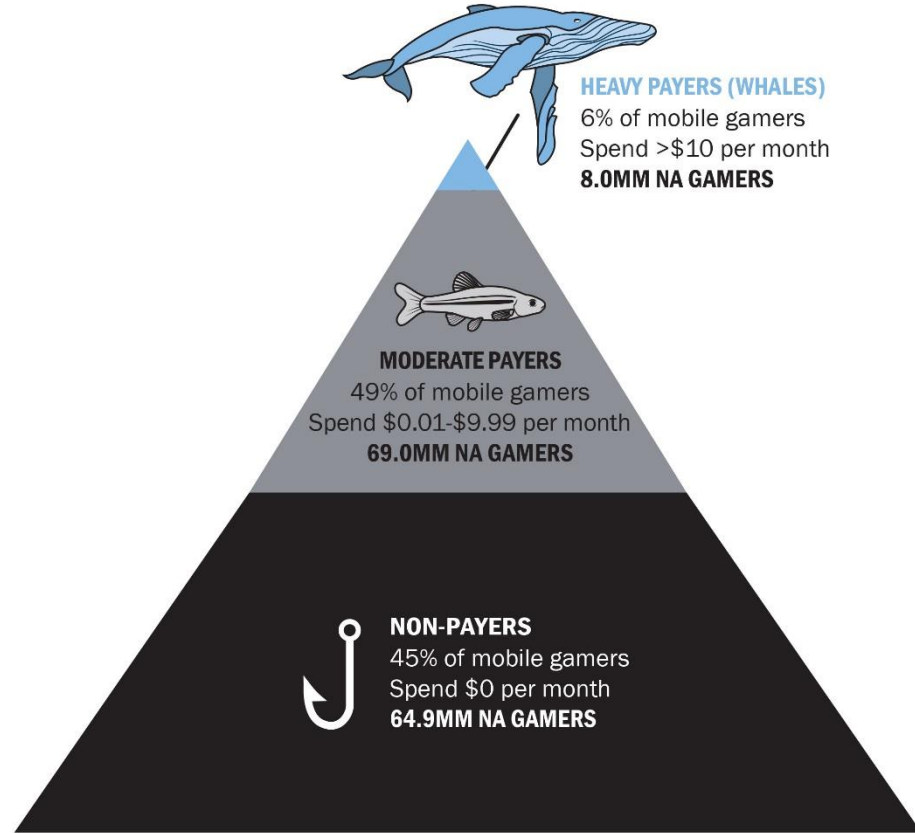 HEAVY PAYERS (WHALES)
6% of mobile gamers
Spend >$10 per month
8.0MM NA GAMERS
MODERATE PAYERS
49% of mobile gamers
Spend $0.01-$9.99 per month
69.0MM NA GAMERS
NON-PAYERS
45% of mobile gamers
Spend $0 per month
64.9MM NA GAMERS